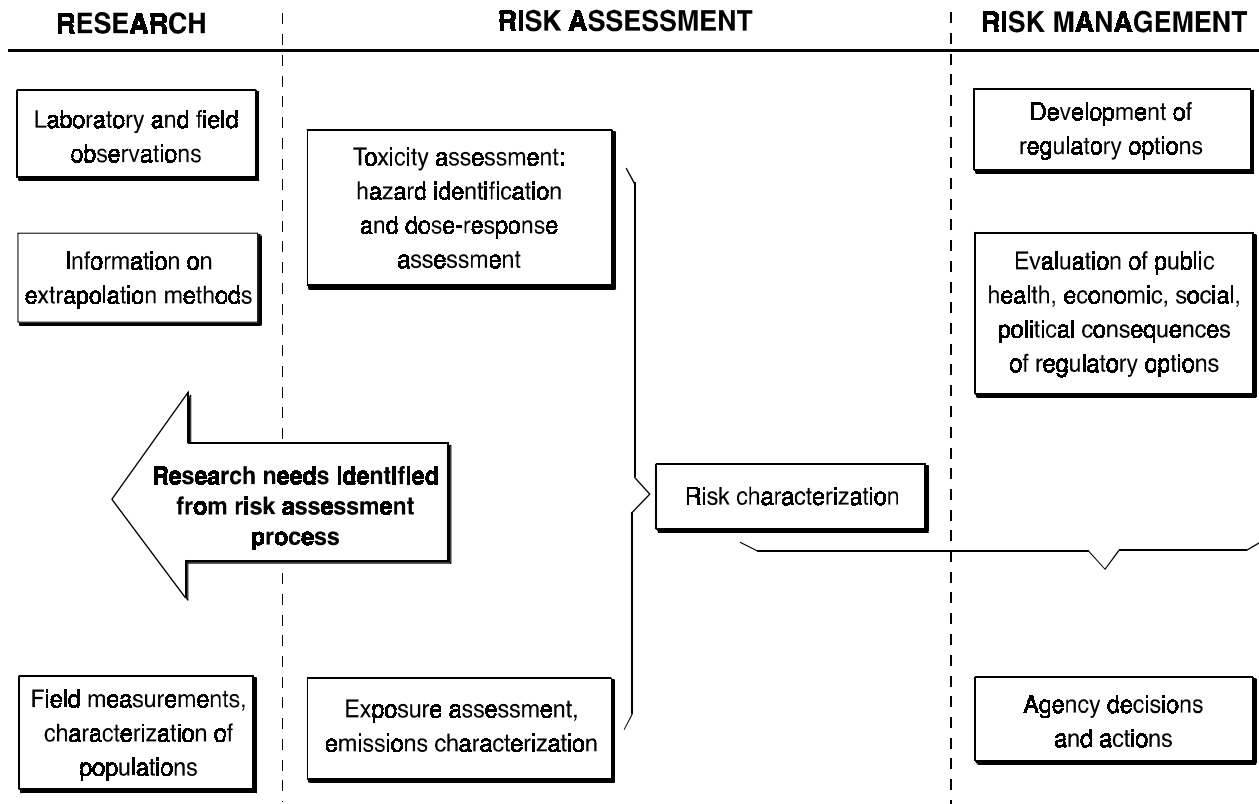 RESEARCH
RISK ASSESSMENT
RISK MANAGEMENT
Laboratory and field
observations
Information on
extrapolation methods
Research needs identified
from risk assessment
process
Field measurements,
characterization of
populations
Toxicity assessment:
hazard identification
and dose-response
assessment
Exposure assessment,
emissions characterization
Risk characterization
Development of
regulatory options
Evaluation of public
health, economic, social,
political consequences
of regulatory options
Agency decisions
and actions